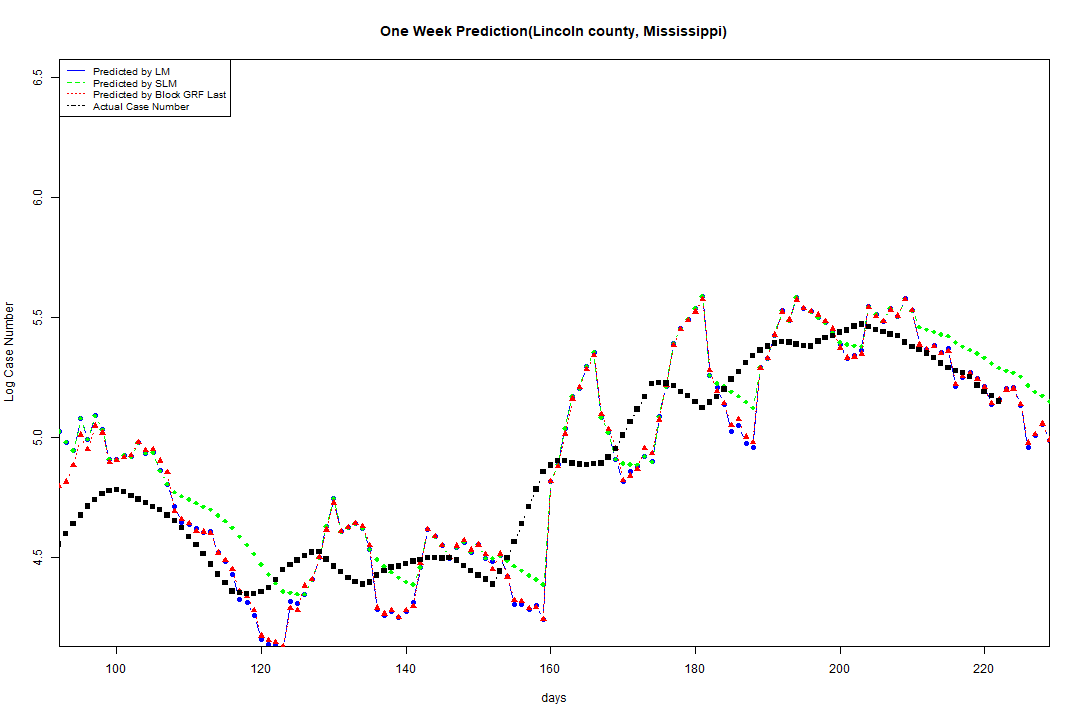 One Week Prediction(Lincoln county, Mississippi)
Predicted by LM
Predicted by SLM
Predicted by Block GRF Last
Actual Case Number
6.5
6.0
5.5
5.0
4.5
Log Case Number
100 120 140 160 180 200 220
days